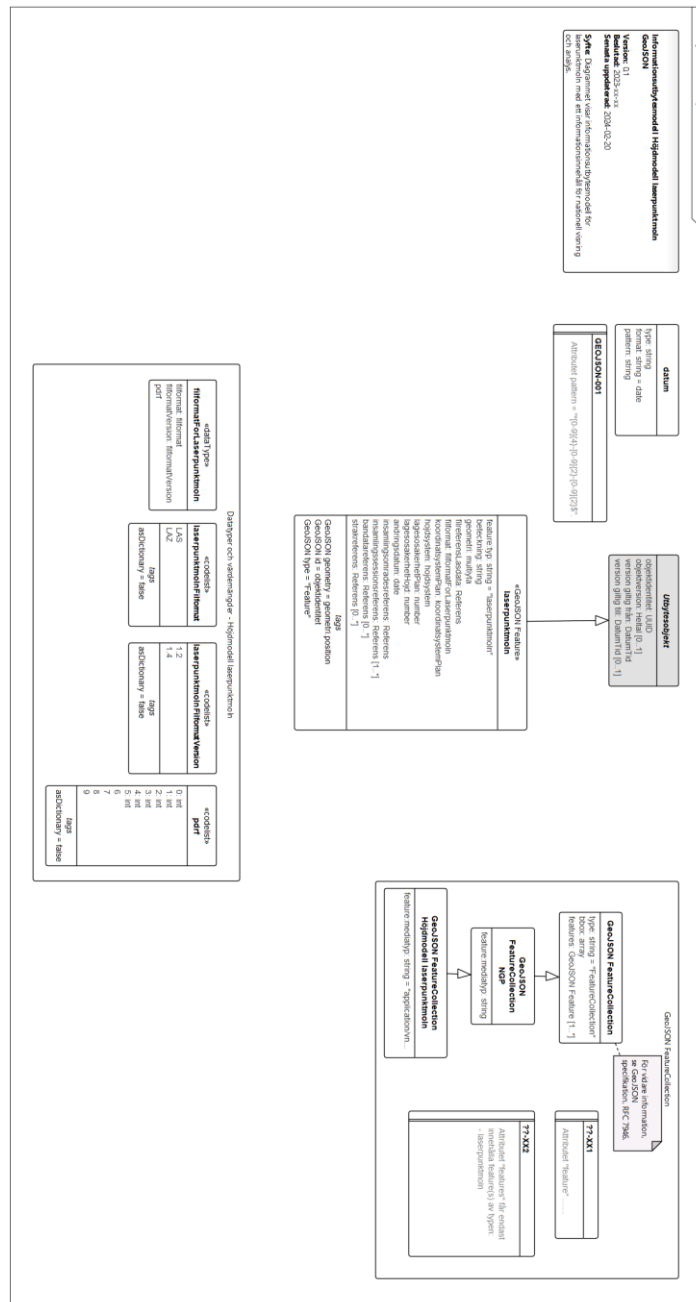 Informationsutbytesmodell Höjdmodell laserpunktmoln
GeoJSON
Version: 0.1
Beslutad: 2023-xx-xx
Senaste uppdaterad: 2024-02-20
Syfte: Diagrammet visar informationsutbytesmodell för
laserpunktmoln med ett informationsinnehåll för nationell visning
och analys.
datum
type: string
format: string = date
pattern: string
GEOJSON-001
Attributet pattern = "^[0-9]{4}-[0-9]{2}-[0-9]{2}$"
Utbytesobjekt
objektidentitet: UUID
objektversion: Heltal [0..1]
version giltig från: DatumTid
version giltig till: DatumTid [0..1]
«GeoJSON Feature»
laserpunktmoln
feature typ: string = "laserpunktmoln"
beteckning: string
geometri: multiyta
filreferensLasdata: Referens
filformat: filformatForLaserpunktmoln
koordinatsystemPlan: koordinatsystemPlan
hojdsystem: hojdsystem
lagesosakerhetPlan: number
lagesosakerhetHojd: number
andringsdatum: date
insamlingsomradesreferens: Referens
insamlingssessionsreferens: Referens [1..*]
bandatareferens: Referens [0..*]
strakreferens: Referens [0..*]
tags
GeoJSON geometry = geometri.position
GeoJSON id = objektidentitet
GeoJSON type = "Feature"
GeoJSON FeatureCollection
GeoJSON FeatureCollection
type: string = "FeatureCollection"
bbox: array
features: GeoJSON Feature [1..*]
För vidare information,
se GeoJSON
specifikation, RFC 7946.
GeoJSON
FeatureCollection
NGP
feature.mediatyp: string
GeoJSON FeatureCollection
Höjdmodell laserpunktmoln
feature.mediatyp: string = "application/vn...
??-XX1
Attributet "feature" ......
??-XX2
Attributet "features" får endast
innehålla feature(s) av typen:
- laserpunktmoln
Datatyper och värdemängder - Höjdmodell laserpunktmoln
«dataType»
filformatForLaserpunktmoln
filformat: filformat
filformatVersion: filformatVersion
pdrf
«codelist»
laserpunktmolnFilformat
LAS
LAZ
tags
asDictionary = false
«codelist»
laserpunktmolnFilformatVersion
1.2
1.4
tags
asDictionary = false
«codelist»
pdrf
0: int
1: int
2: int
3: int
4: int
5: int
6
7
8
9
tags
asDictionary = false